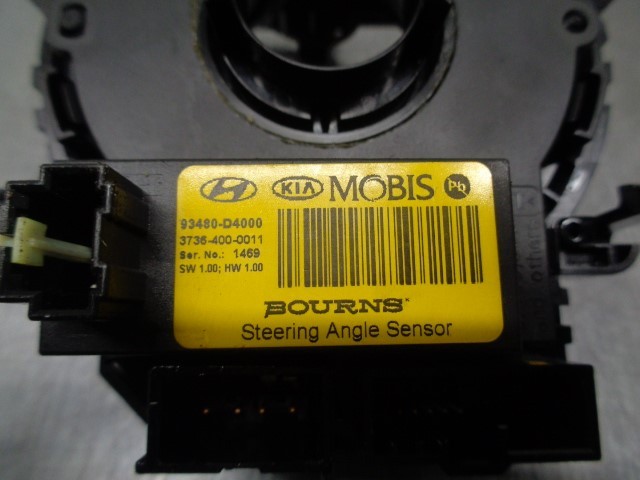 KIA MOBIS Pb
93480-D4000
3736-400-0011
Ser. No.: 1469
SW 1.00; HW 1.00
BOURNS
Steering Angle Sensor
others